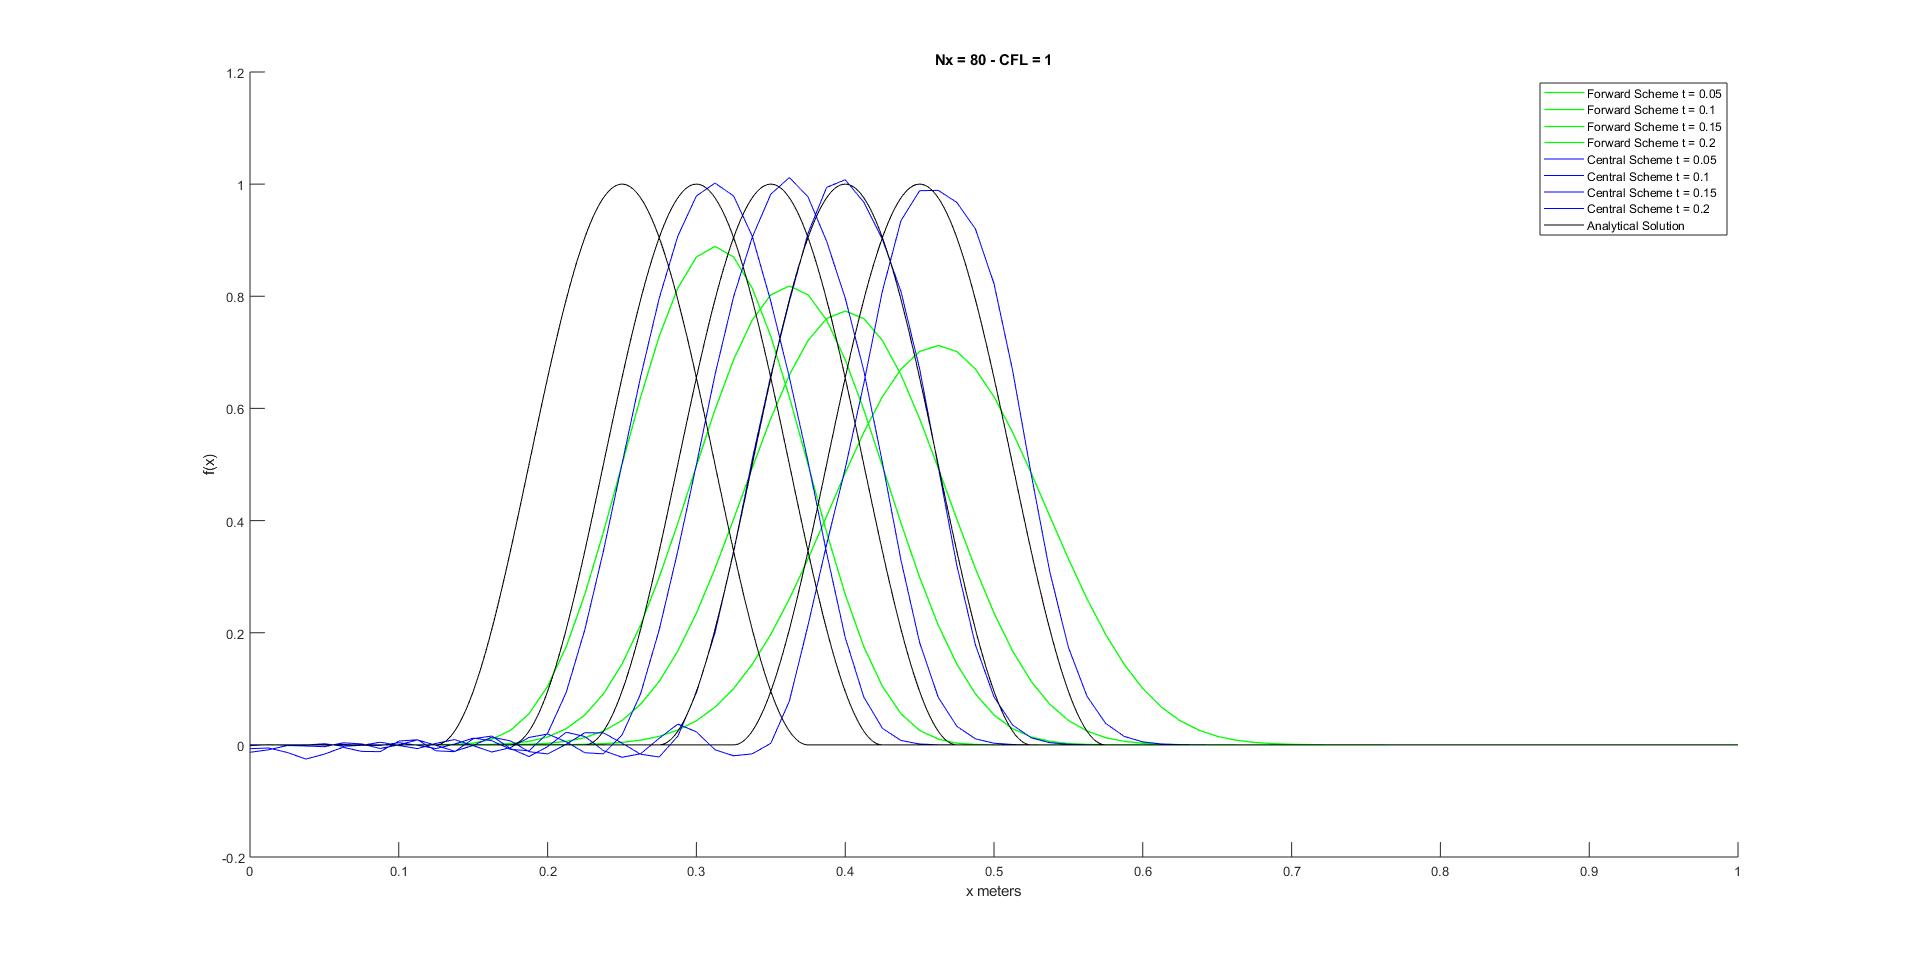 Nx = 80 - CFL = 1
1.2
1
0.8
0.6
0.4
0.2
0
-0.2
f(x)
0 0.1 0.2 0.3 0.4 0.5 0.6 0.7 0.8 0.9 1
x meters
Forward Scheme t = 0.05
Forward Scheme t = 0.1
Forward Scheme t = 0.15
Forward Scheme t = 0.2
Central Scheme t = 0.05
Central Scheme t = 0.1
Central Scheme t = 0.15
Central Scheme t = 0.2
Analytical Solution